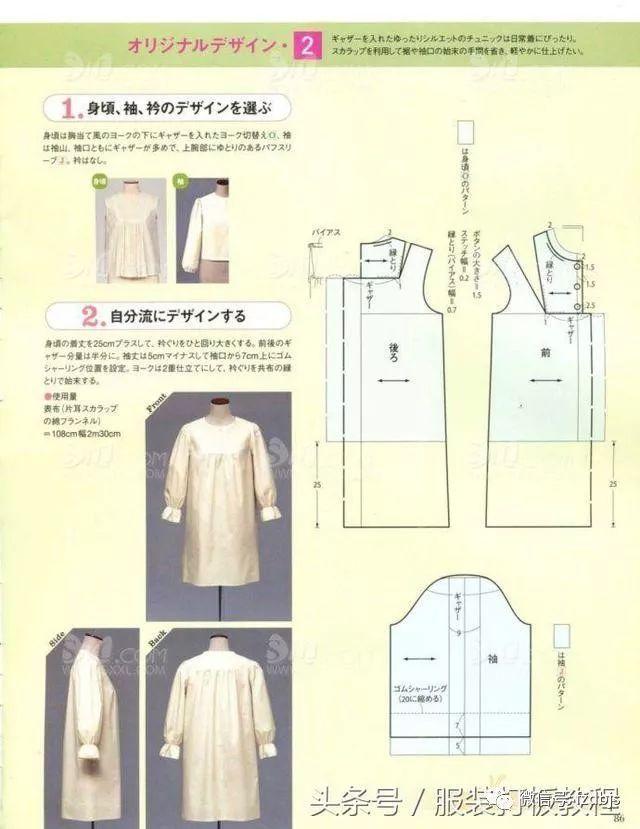 オリジナルデザイン・2
ギャザーを入れたゆったりシルエットのチュニックは日常着にぴったり。
スカラップを利用して裾や袖口の始末の手間を省き、軽やかに仕上げたい。
1.身頃、袖、衿のデザインを選ぶ
身頃は胸当て風のヨークの下にギャザーを入れたヨーク切替えO、袖
は袖山、袖口ともにギャザーが多めで、上腕部にゆとりのあるパフスリ
ーブJ。衿はなし。
身頃
袖
2.自分流にデザインする
身頃の着丈を25cmプラスして、衿ぐりをひと回り大きくする。前後のギ
ャザー分量は半分に。袖丈は5cmマイナスして袖口から7cm上にゴム
シャーリング位置を設定。ヨークは2重仕立てにして、衿ぐりを共布の縁
とりで始末する。
●使用量
表布（片耳スカラップ
の綿フランネル）
＝108cm幅2m30cm
Front
Side
Back
は身頃Oのパターン
ボタンの大きさ＝1.5
ステッチ幅＝0.2
縁とり（バイアス）幅＝0.7
バイアス
2
縁とり
ギャザー
後ろ
25
2
縁とり
1.5
1.5
2.5
ギャザー
前
25
ギャザー
9
袖
ゴムシャーリング
（20に縮める）
7
5
は袖Jのパターン
头条号／服装打板教程
86